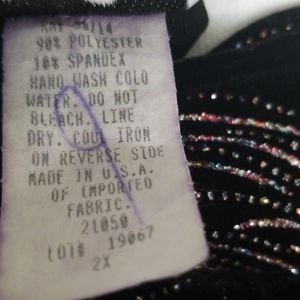 90% POLYESTER
10% SPANDEX
HAND WASH COLD
WATER. DO NOT
BLEACH. LINE
DRY. COOL IRON
ON REVERSE SIDE
MADE IN U.S.A.
OF IMPORTED
FABRIC.
21050
19067
2X